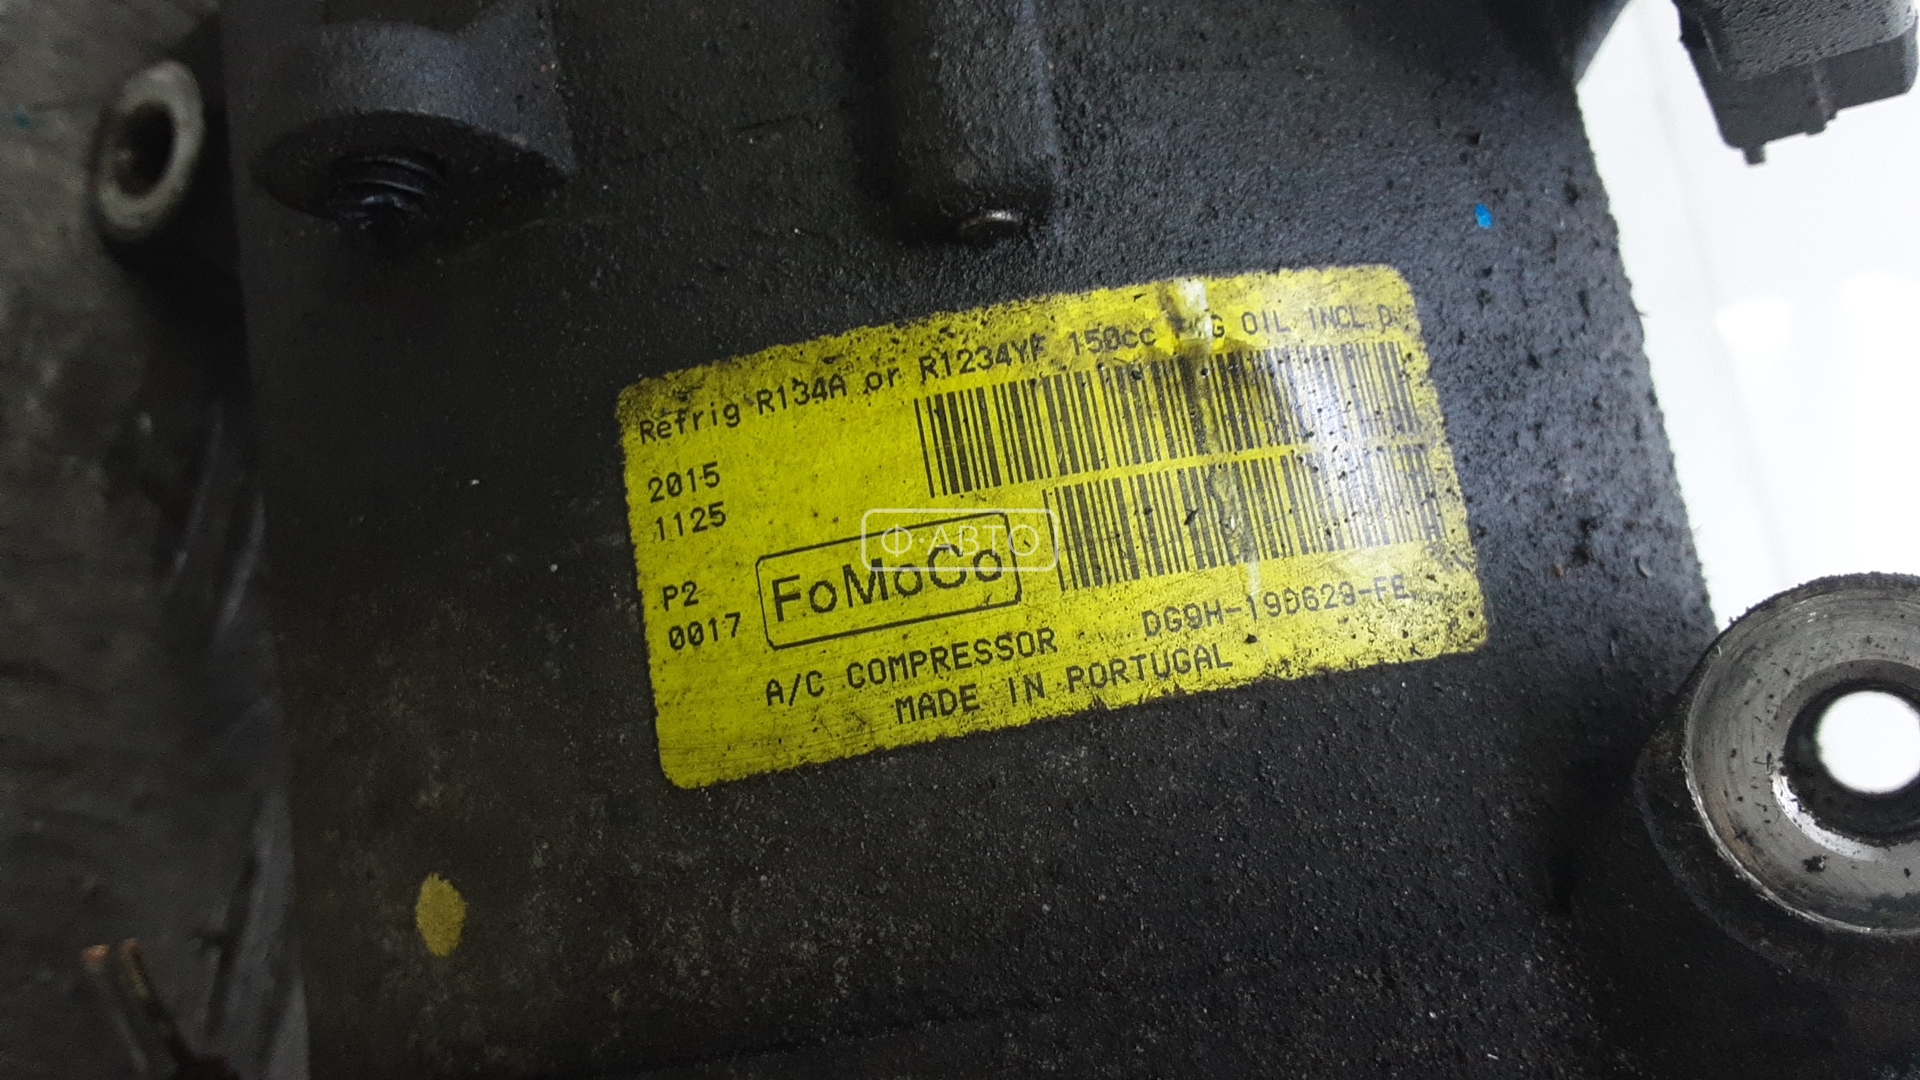 Refrig R134A or R1234YF 150cc OIL INCL D.
2015
1125
P2
0017
FoMoCo
Ф·АВТО
A/C COMPRESSOR DG9H-19D629-FE
MADE IN PORTUGAL